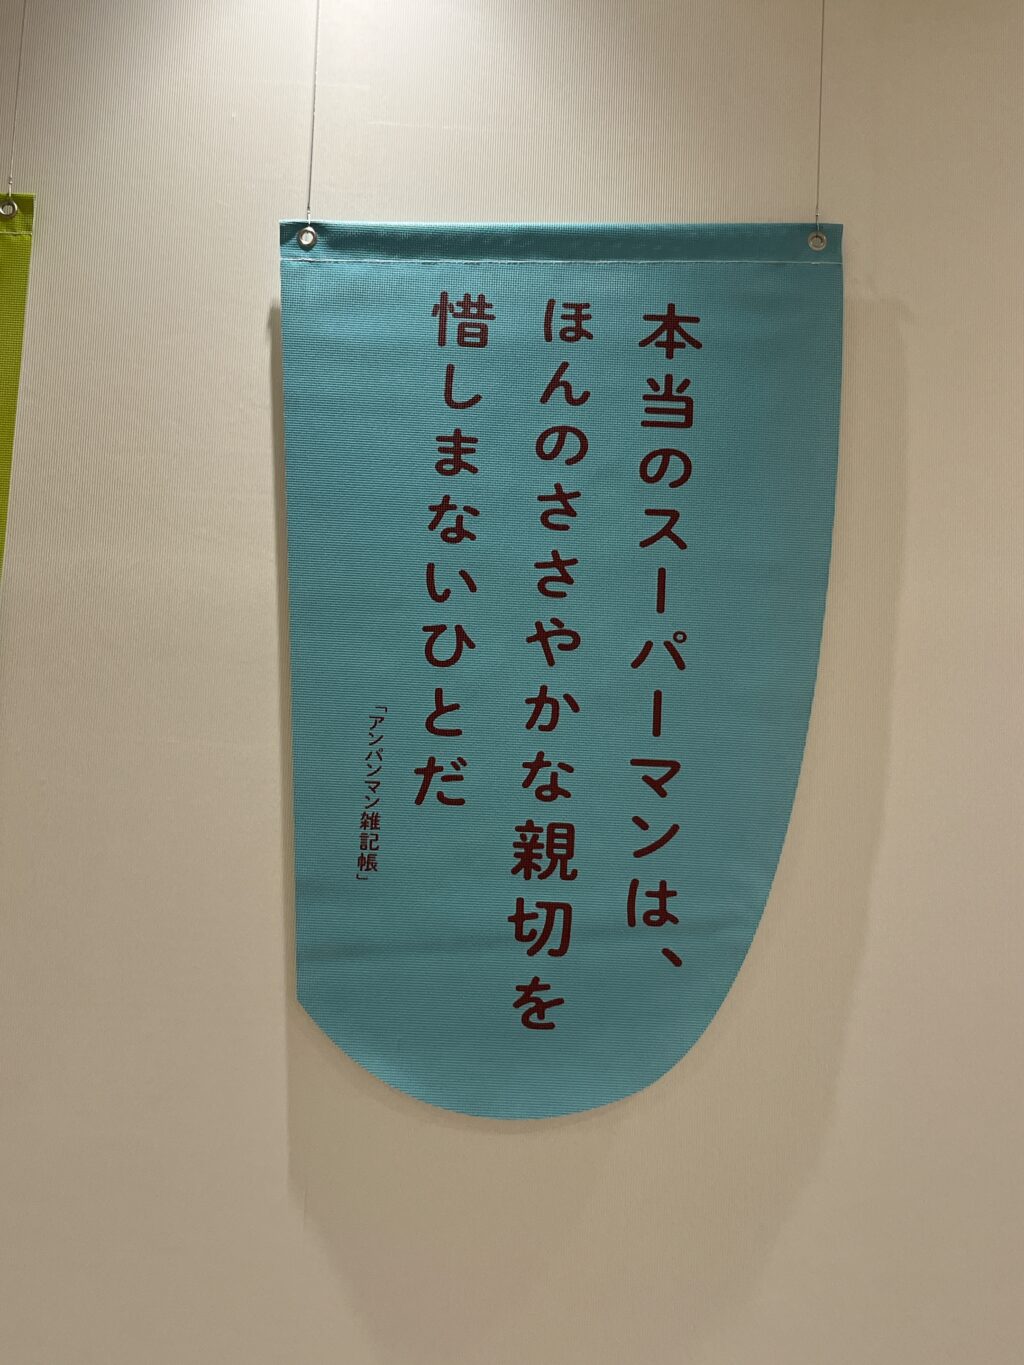 本当のスーパーマンは、
ほんのささやかな親切を
惜しまないひとだ
「アンパンマン雑記帳」